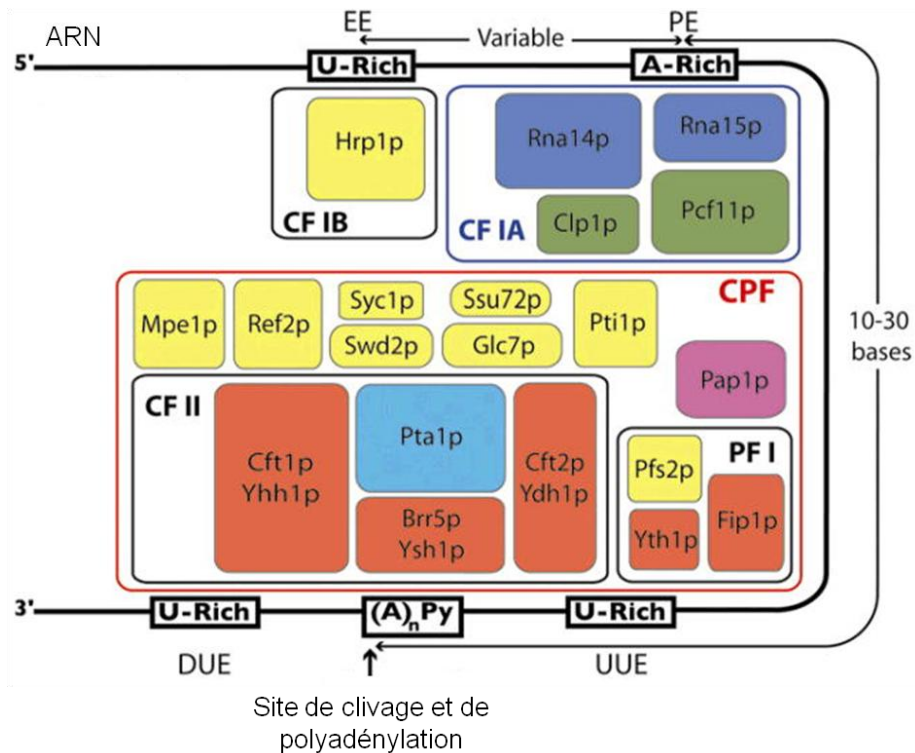 ARN
EE
Variable
PE
5'
U-Rich
A-Rich
Hrp1p
CF IB
Rna14p
Rna15p
CF IA
Clp1p
Pcf11p
CPF
Mpe1p
Ref2p
Syc1p
Swd2p
Ssu72p
Glc7p
Pti1p
Pap1p
10-30
bases
CF II
Cft1p
Yhh1p
Pta1p
Brr5p
Ysh1p
Cft2p
Ydh1p
PF I
Pfs2p
Yth1p
Fip1p
3'
U-Rich
(A)nPy
U-Rich
DUE
UUE
Site de clivage et de
polyadénylation